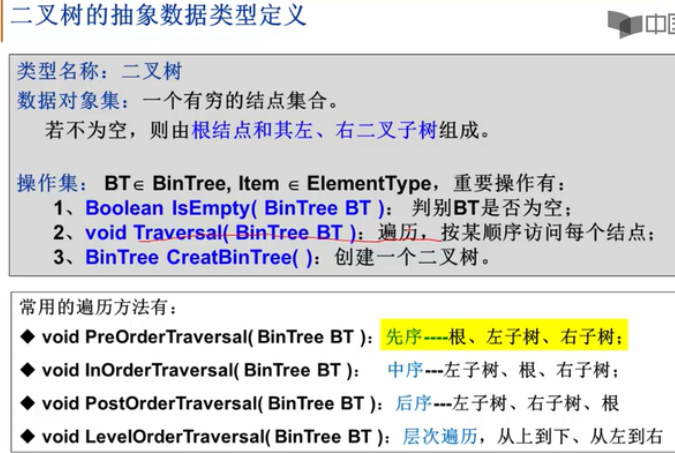 二叉树的抽象数据类型定义
中国
类型名称：二叉树
数据对象集：一个有穷的结点集合。
若不为空，则由根结点和其左、右二叉子树组成。
操作集： BT∈ BinTree, Item ∈ ElementType，重要操作有：
1、Boolean IsEmpty( BinTree BT )： 判别BT是否为空；
2、void Traversal( BinTree BT )：遍历，按某顺序访问每个结点；
3、BinTree CreatBinTree( )：创建一个二叉树。
常用的遍历方法有：
◆ void PreOrderTraversal( BinTree BT )：先序----根、左子树、右子树；
◆ void InOrderTraversal( BinTree BT )： 中序---左子树、根、右子树；
◆ void PostOrderTraversal( BinTree BT )：后序---左子树、右子树、根
◆ void LevelOrderTraversal( BinTree BT )：层次遍历，从上到下、从左到右